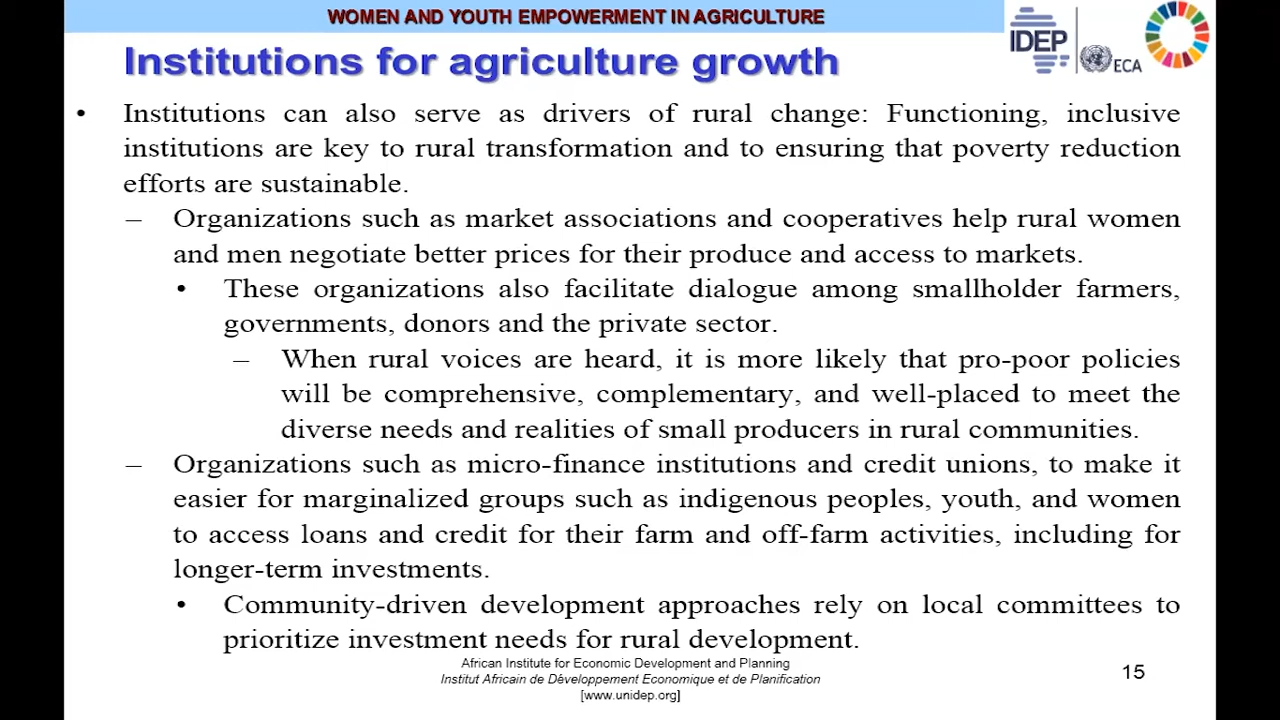 WOMEN AND YOUTH EMPOWERMENT IN AGRICULTURE
IDEP
ECA
Institutions for agriculture growth
• Institutions can also serve as drivers of rural change: Functioning, inclusive
institutions are key to rural transformation and to ensuring that poverty reduction
efforts are sustainable.
– Organizations such as market associations and cooperatives help rural women
and men negotiate better prices for their produce and access to markets.
• These organizations also facilitate dialogue among smallholder farmers,
governments, donors and the private sector.
– When rural voices are heard, it is more likely that pro-poor policies
will be comprehensive, complementary, and well-placed to meet the
diverse needs and realities of small producers in rural communities.
– Organizations such as micro-finance institutions and credit unions, to make it
easier for marginalized groups such as indigenous peoples, youth, and women
to access loans and credit for their farm and off-farm activities, including for
longer-term investments.
• Community-driven development approaches rely on local committees to
prioritize investment needs for rural development.
African Institute for Economic Development and Planning
Institut Africain de Développement Economique et de Planification
[www.unidep.org]
15